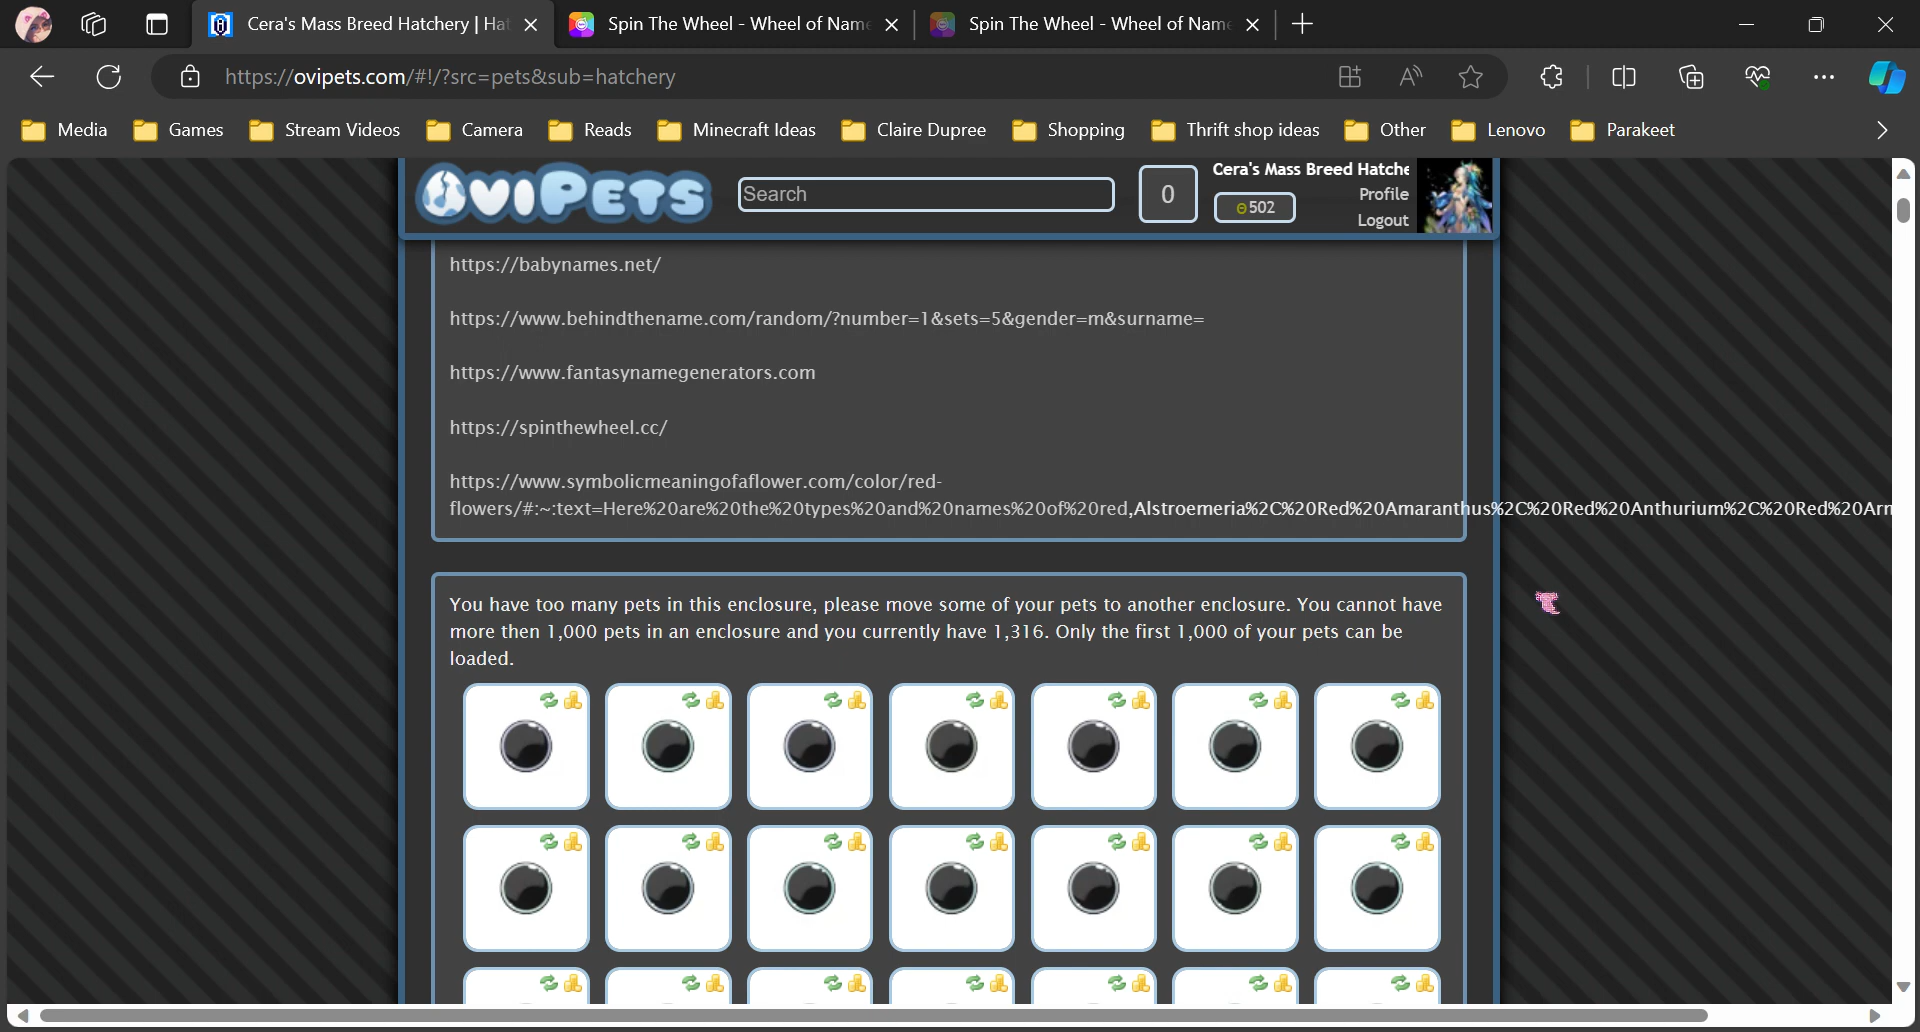 Cera's Mass Breed Hatchery | Hat
Spin The Wheel - Wheel of Name
Spin The Wheel - Wheel of Name
https://ovipets.com/#!/?src=pets&sub=hatchery
Media
Games
Stream Videos
Camera
Reads
Minecraft Ideas
Claire Dupree
Shopping
Thrift shop ideas
Other
Lenovo
Parakeet
OviPets
Search
0
Cera's Mass Breed Hatche
502
Profile
Logout
https://babynames.net/
https://www.behindthename.com/random/?number=1&sets=5&gender=m&surname=
https://www.fantasynamegenerators.com
https://spinthewheel.cc/
https://www.symbolicmeaningofaflower.com/color/red-
flowers/#:~:text=Here%20are%20the%20types%20and%20names%20of%20red,Alstroemeria%2C%20Red%20Amaranthus%2C%20Red%20Anthurium%2C%20Red%20Arm
You have too many pets in this enclosure, please move some of your pets to another enclosure. You cannot have
more then 1,000 pets in an enclosure and you currently have 1,316. Only the first 1,000 of your pets can be
loaded.